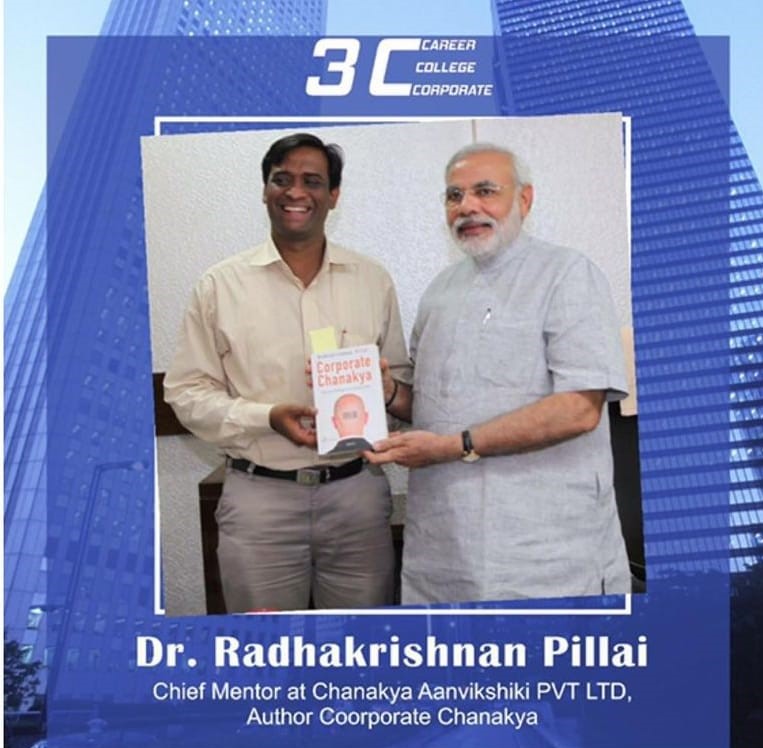 3C CAREER
COLLEGE
CORPORATE
Corporate
Chanakya
Dr. Radhakrishnan Pillai
Chief Mentor at Chanakya Aanvikshiki PVT LTD,
Author Coorporate Chanakya